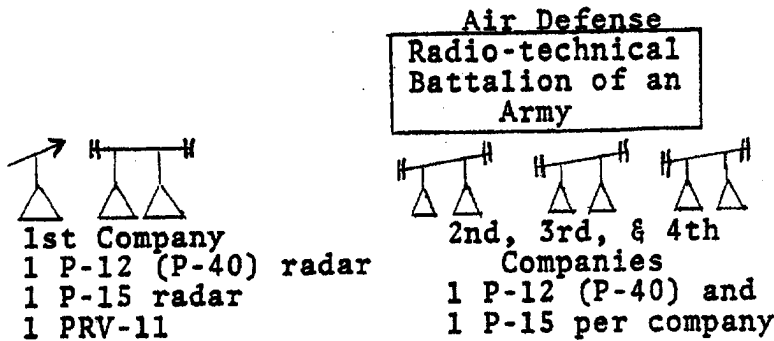 Air Defense
Radio-technical
Battalion of an
Army
1st Company
1 P-12 (P-40) radar
1 P-15 radar
1 PRV-11
2nd, 3rd, & 4th
Companies
1 P-12 (P-40) and
1 P-15 per company